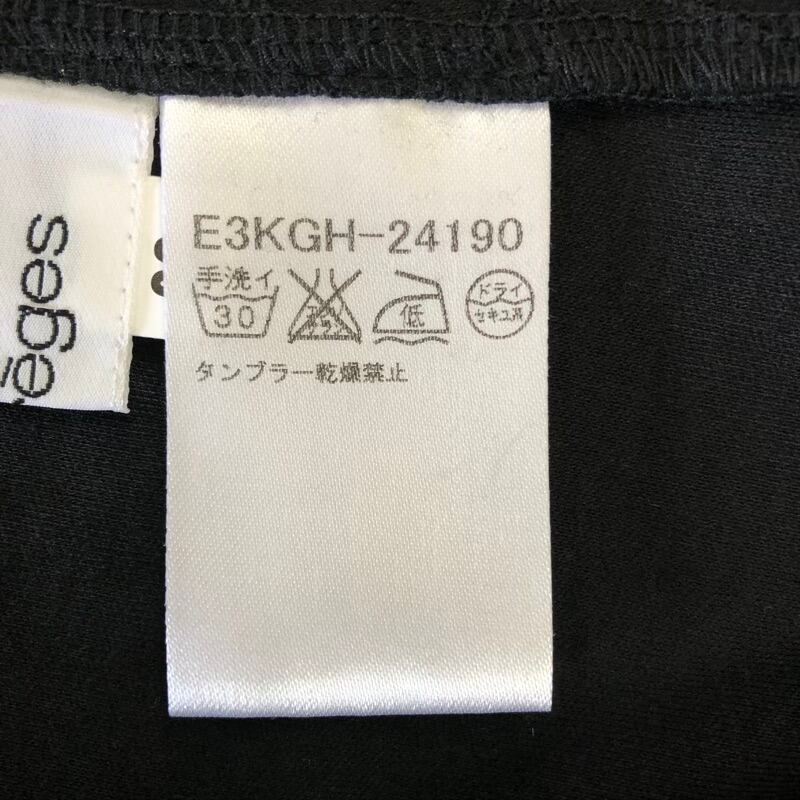 E3KGH-24190
手洗イ
30
低
ドライ
セキユ系
タンブラー乾燥禁止
èges